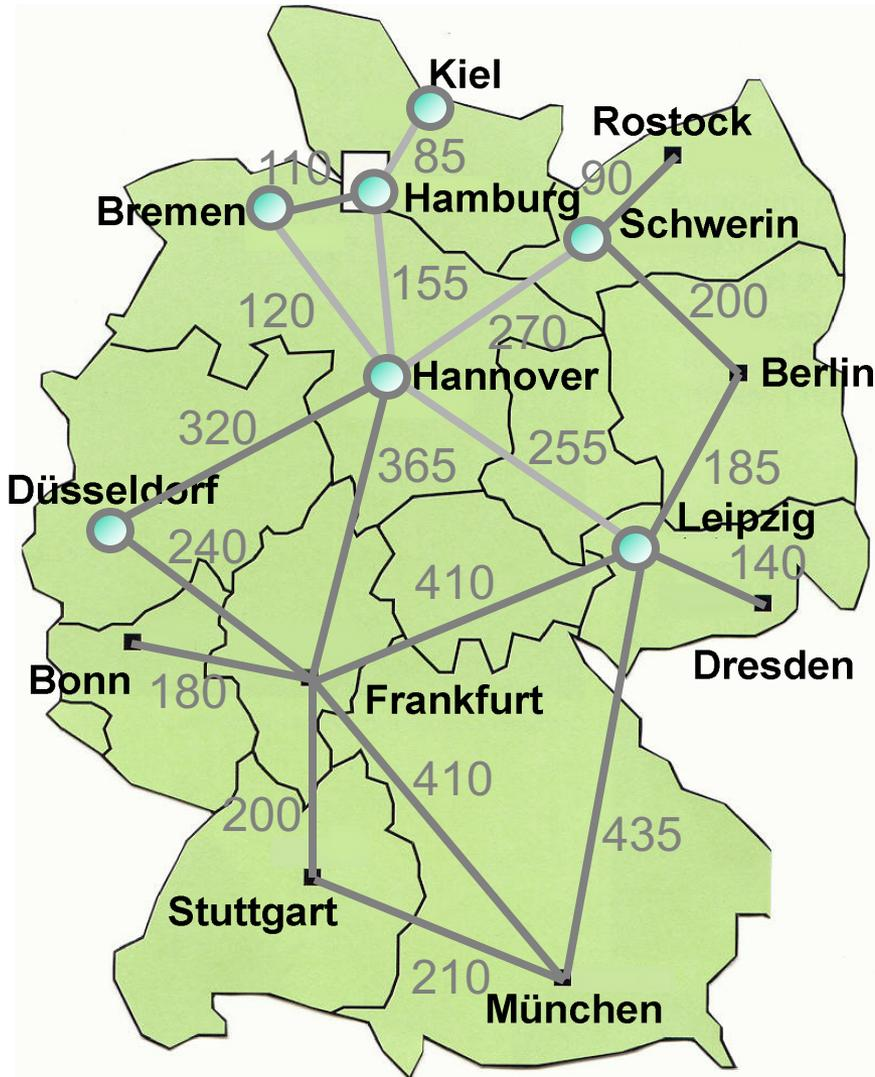 Kiel
Rostock
110
85
90
Bremen
Hamburg
Schwerin
155
200
120
270
Hannover
Berlin
320
365
255
185
Düsseldorf
Leipzig
240
410
140
Bonn
180
Frankfurt
Dresden
410
200
435
Stuttgart
210
München